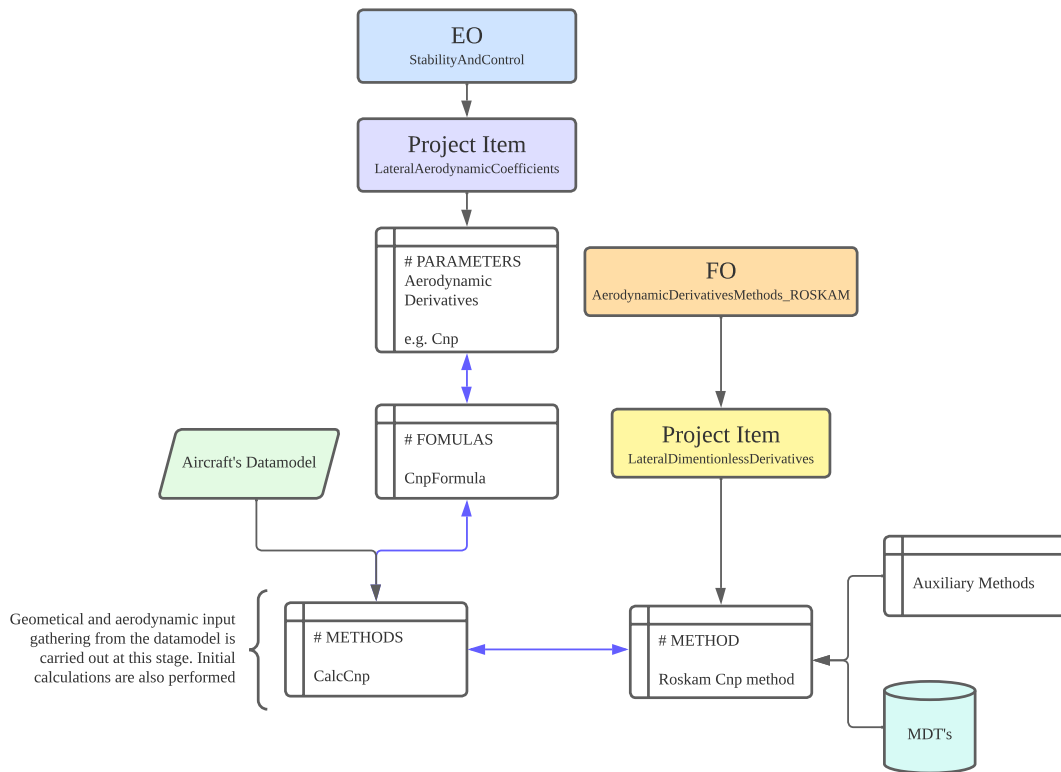 EO
StabilityAndControl
Project Item
LateralAerodynamicCoefficients
# PARAMETERS
Aerodynamic
Derivatives
e.g. Cnp
FO
AerodynamicDerivativesMethods_ROSKAM
# FOMULAS
CnpFormula
Project Item
LateralDimentionlessDerivatives
Aircraft's Datamodel
Auxiliary Methods
Geometical and aerodynamic input
gathering from the datamodel is
carried out at this stage. Initial
calculations are also performed
# METHODS
CalcCnp
# METHOD
Roskam Cnp method
MDT's